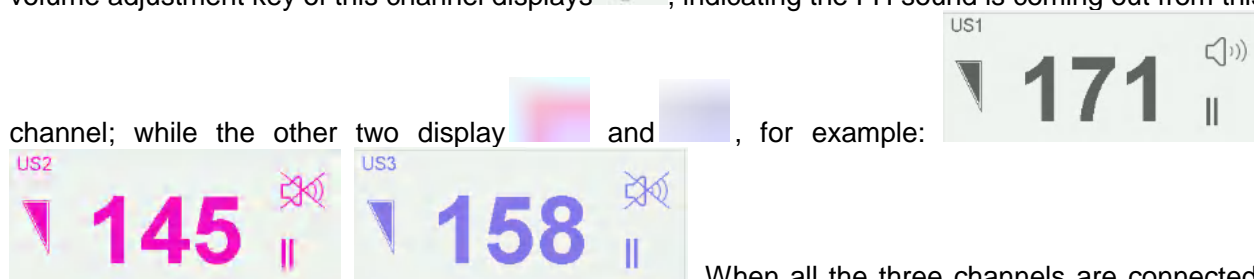 volume adjustment key of this channel displays , indicating the FH sound is coming out from this
US1
171
channel; while the other two display and , for example:
US2
145
US3
158
When all the three channels are connected